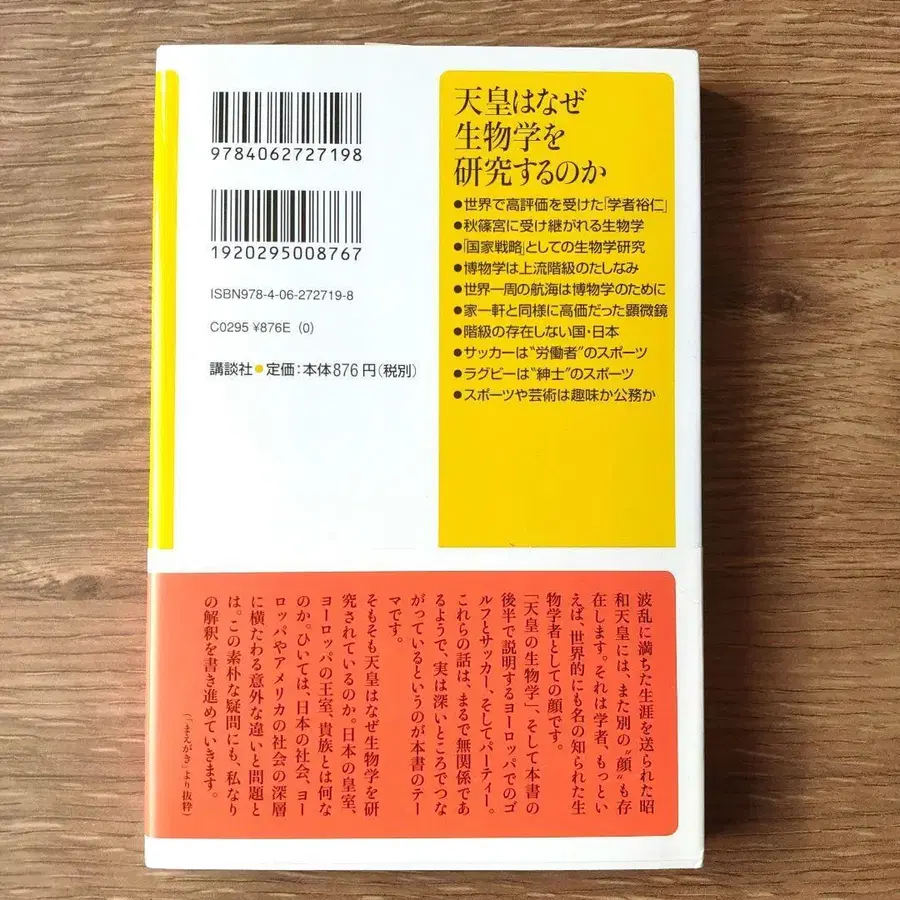 9784062727198
1920295008767
ISBN978-4-06-272719-8
C0295 ¥876E (0)
講談社●定価:本体876円(税別)
天皇はなぜ
生物学を
研究するのか
●世界で高評価を受けた「学者裕仁」
●秋篠宮に受け継がれる生物学
●「国家戦略」としての生物学研究
●博物学は上流階級のたしなみ
●世界一周の航海は博物学のために
●家一軒と同様に高価だった顕微鏡
●階級の存在しない国・日本
●サッカーは"労働者"のスポーツ
●ラグビーは"紳士"のスポーツ
●スポーツや芸術は趣味か公務か
波乱に満ちた生涯を送られた昭
和天皇には、また別の"顔"も存
在します。それは学者、もっとい
えば、世界的にも名の知られた生
物学者としての顔です。
「天皇の生物学」、そして本書の
後半で説明するヨーロッパでのゴ
ルフとサッカー、そしてパーティー。
これらの話は、まるで無関係であ
るようで、実は深いところでつな
がっているというのが本書のテー
マです。
そもそも天皇はなぜ生物学を研
究されているのか。日本の皇室、
ヨーロッパの王室、貴族とは何な
のか。ひいては、日本の社会、ヨー
ロッパやアメリカの社会の深層
に横たわる意外な違いと問題と
は。この素朴な疑問にも、私なり
の解釈を書き進めていきます。
(「まえがき」より抜粋)